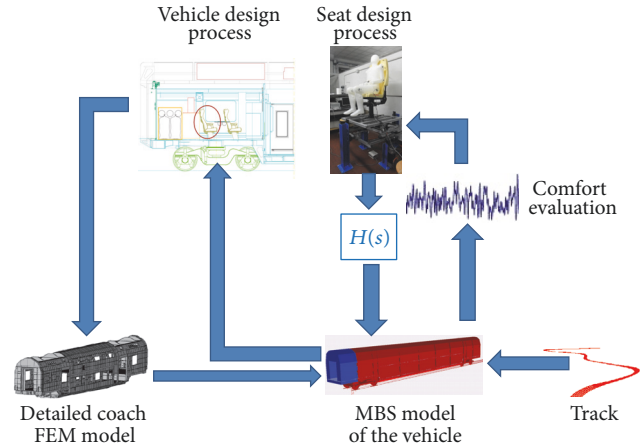 Vehicle design
process
Seat design
process
H(s)
Comfort
evaluation
Detailed coach
FEM model
MBS model
of the vehicle
Track